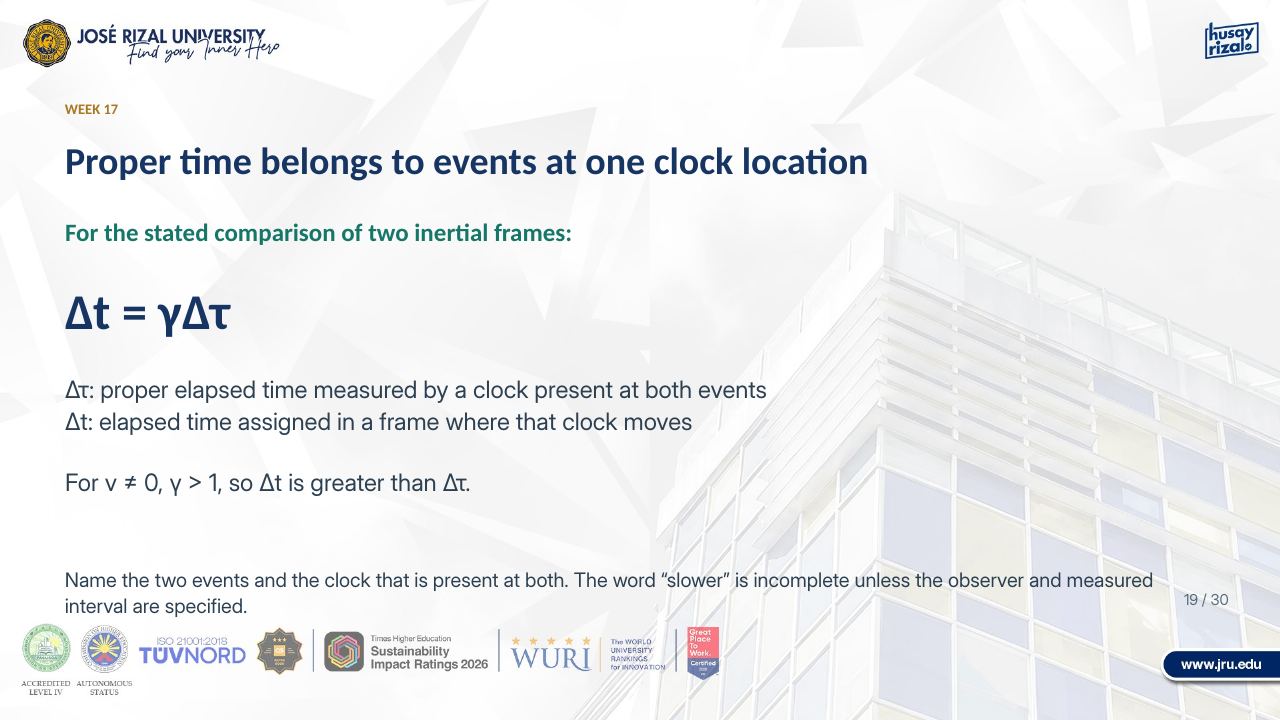 JOSÉ RIZAL UNIVERSITY
Find your Inner Hero
husay
rizal
WEEK 17
Proper time belongs to events at one clock location
For the stated comparison of two inertial frames:
Δt = γΔτ
Δτ: proper elapsed time measured by a clock present at both events
Δt: elapsed time assigned in a frame where that clock moves
For v ≠ 0, γ > 1, so Δt is greater than Δτ.
Name the two events and the clock that is present at both. The word “slower” is incomplete unless the observer and measured
interval are specified.
19 / 30
ACCREDITED
LEVEL IV
AUTONOMOUS
STATUS
ISO 21001:2018
TÜVNORD
Times Higher Education
Sustainability
Impact Ratings 2026
WURI
The WORLD
UNIVERSITY
RANKINGS
for INNOVATION
Great
Place
To
Work.
Certified
www.jru.edu